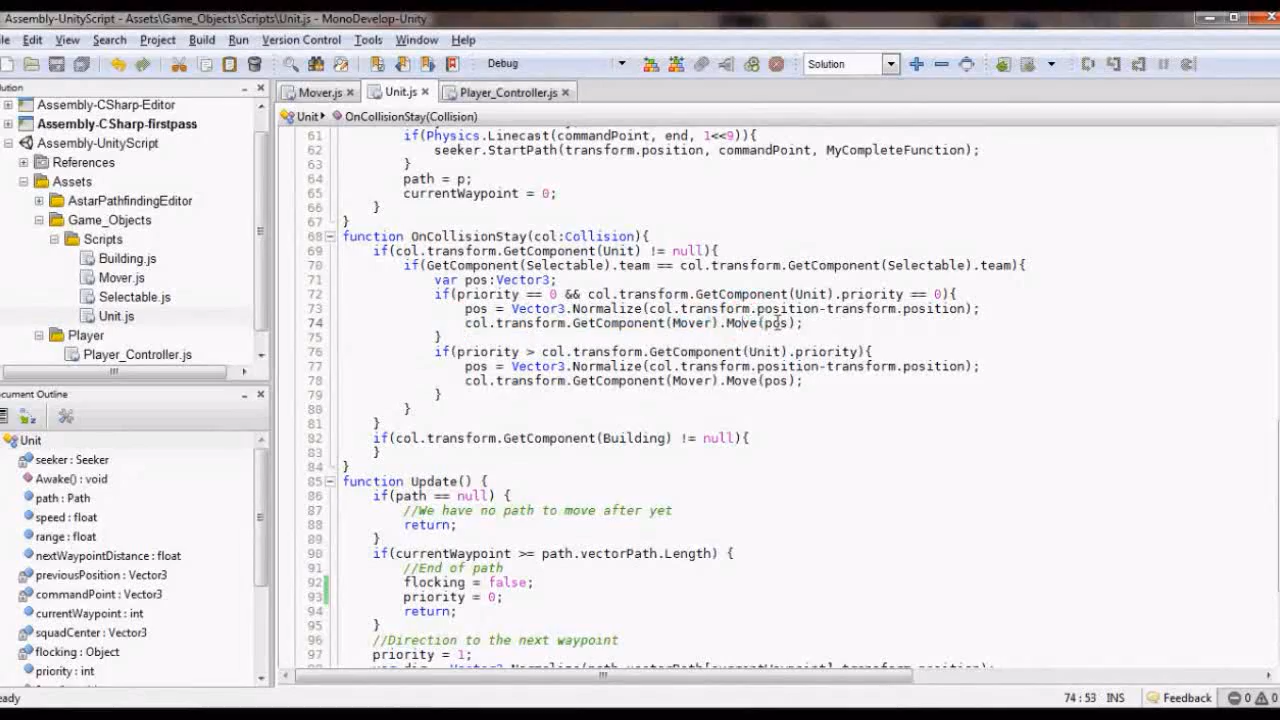 Assembly-UnityScript - Assets\Game_Objects\Scripts\Unit.js - MonoDevelop-Unity
Edit View Search Project Build Run Version Control Tools Window Help
Debug Solution
Assembly-CSharp-Editor
Assembly-CSharp-firstpass
Assembly-UnityScript
References
Assets
AstarPathfindingEditor
Game_Objects
Scripts
Building.js
Mover.js
Selectable.js
Unit.js
Player
Player_Controller.js
Unit
seeker: Seeker
Awake() : void
path : Path
speed : float
range : float
nextWaypointDistance : float
previousPosition : Vector3
commandPoint : Vector3
currentWaypoint : int
squadCenter : Vector3
flocking : Object
priority : int
Mover.js Unit.js Player_Controller.js
Unit OnCollisionStay(Collision)
61 if(Physics.Linecast(commandPoint, end, 1<<9)){
62 seeker.StartPath(transform.position, commandPoint, MyCompleteFunction);
63 }
64 path = p;
65 currentWaypoint = 0;
66 }
67 }
68 function OnCollisionStay(col:Collision){
69 if(col.transform.GetComponent(Unit) != null){
70 if(GetComponent(Selectable).team == col.transform.GetComponent(Selectable).team){
71 var pos:Vector3;
72 if(priority == 0 && col.transform.GetComponent(Unit).priority == 0){
73 pos = Vector3.Normalize(col.transform.position-transform.position);
74 col.transform.GetComponent(Mover).Move(pos);
75 }
76 if(priority > col.transform.GetComponent(Unit).priority){
77 pos = Vector3.Normalize(col.transform.position-transform.position);
78 col.transform.GetComponent(Mover).Move(pos);
79 }
80 }
81 }
82 if(col.transform.GetComponent(Building) != null){
83 }
84 }
85 function Update() {
86 if(path == null) {
87 //We have no path to move after yet
88 return;
89 }
90 if(currentWaypoint >= path.vectorPath.Length) {
91 //End of path
92 flocking = false;
93 priority = 0;
94 return;
95 }
96 //Direction to the next waypoint
97 priority = 1;
74 : 53 INS Feedback 0 0